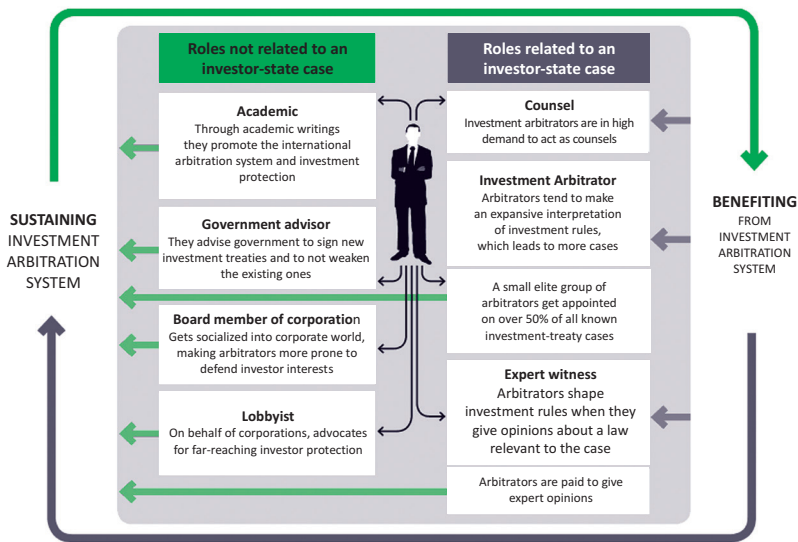 Roles not related to an
investor-state case
Roles related to an
investor-state case
Academic
Through academic writings
they promote the international
arbitration system and investment
protection
Government advisor
They advise government to sign new
investment treaties and to not weaken
the existing ones
Board member of corporation
Gets socialized into corporate world,
making arbitrators more prone to
defend investor interests
Lobbyist
On behalf of corporations, advocates
for far-reaching investor protection
Counsel
Investment arbitrators are in high
demand to act as counsels
Investment Arbitrator
Arbitrators tend to make
an expansive interpretation
of investment rules,
which leads to more cases
A small elite group of
arbitrators get appointed
on over 50% of all known
investment-treaty cases
Expert witness
Arbitrators shape
investment rules when they
give opinions about a law
relevant to the case
Arbitrators are paid to give
expert opinions
SUSTAINING
INVESTMENT
ARBITRATION
SYSTEM
BENEFITING
FROM
INVESTMENT
ARBITRATION
SYSTEM